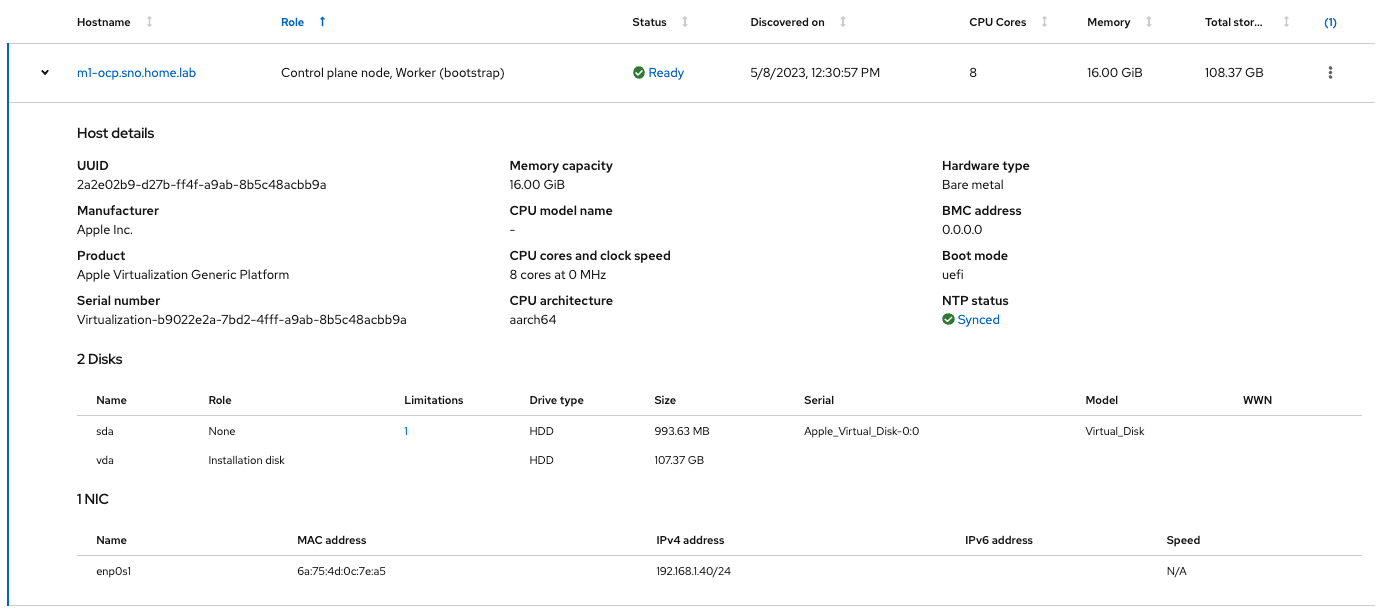 Hostname Role Status Discovered on CPU Cores Memory Total stor... (1)
m1-ocp.sno.home.lab Control plane node, Worker (bootstrap) Ready 5/8/2023, 12:30:57 PM 8 16.00 GiB 108.37 GB
Host details
UUID Memory capacity Hardware type
2a2e02b9-d27b-ff4f-a9ab-8b5c48acbb9a 16.00 GiB Bare metal
Manufacturer CPU model name BMC address
Apple Inc. - 0.0.0.0
Product CPU cores and clock speed Boot mode
Apple Virtualization Generic Platform 8 cores at 0 MHz uefi
Serial number CPU architecture NTP status
Virtualization-b9022e2a-7bd2-4fff-a9ab-8b5c48acbb9a aarch64 Synced
2 Disks
Name Role Limitations Drive type Size Serial Model WWN
sda None 1 HDD 993.63 MB Apple_Virtual_Disk-0:0 Virtual_Disk
vda Installation disk HDD 107.37 GB
1 NIC
Name MAC address IPv4 address IPv6 address Speed
enp0s1 6a:75:4d:0c:7e:a5 192.168.1.40/24 N/A